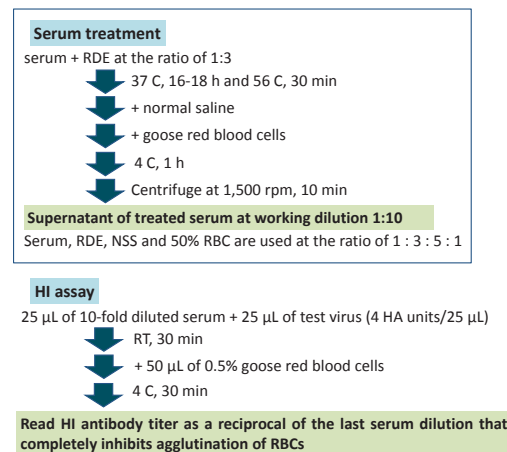 Serum treatment
serum + RDE at the ratio of 1:3
37 C, 16-18 h and 56 C, 30 min
+ normal saline
+ goose red blood cells
4 C, 1 h
Centrifuge at 1,500 rpm, 10 min
Supernatant of treated serum at working dilution 1:10
Serum, RDE, NSS and 50% RBC are used at the ratio of 1 : 3 : 5 : 1
HI assay
25 µL of 10-fold diluted serum + 25 µL of test virus (4 HA units/25 µL)
RT, 30 min
+ 50 µL of 0.5% goose red blood cells
4 C, 30 min
Read HI antibody titer as a reciprocal of the last serum dilution that
completely inhibits agglutination of RBCs